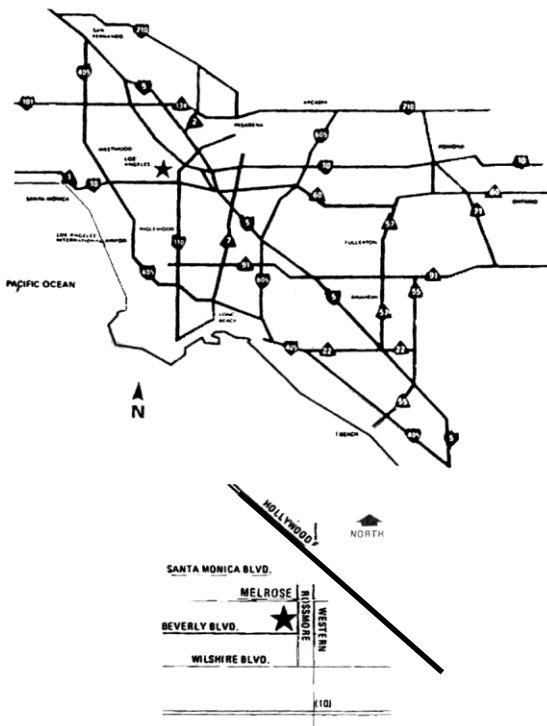 SAN
FERNANDO
210
405
5
101
134
2
ARCADIA
210
PASADENA
605
WESTWOOD
LOS
ANGELES
10
POMONA
10
1
10
SANTA MONICA
60
60
ONTARIO
LOS ANGELES
INTERNATIONAL AIRPOR
INGLEWOOD
110
7
5
57
71
FULLERTON
91
91
405
605
PACIFIC OCEAN
5
ANAHEIM
55
57
LONG
BEACH
405
22
22
N
55
BEACH
405
5
HOLLYWOOD
NORTH
SANTA MONICA BLVD.
MELROSE
ROSSMORE
WESTERN
BEVERLY BLVD.
WILSHIRE BLVD.
(10)